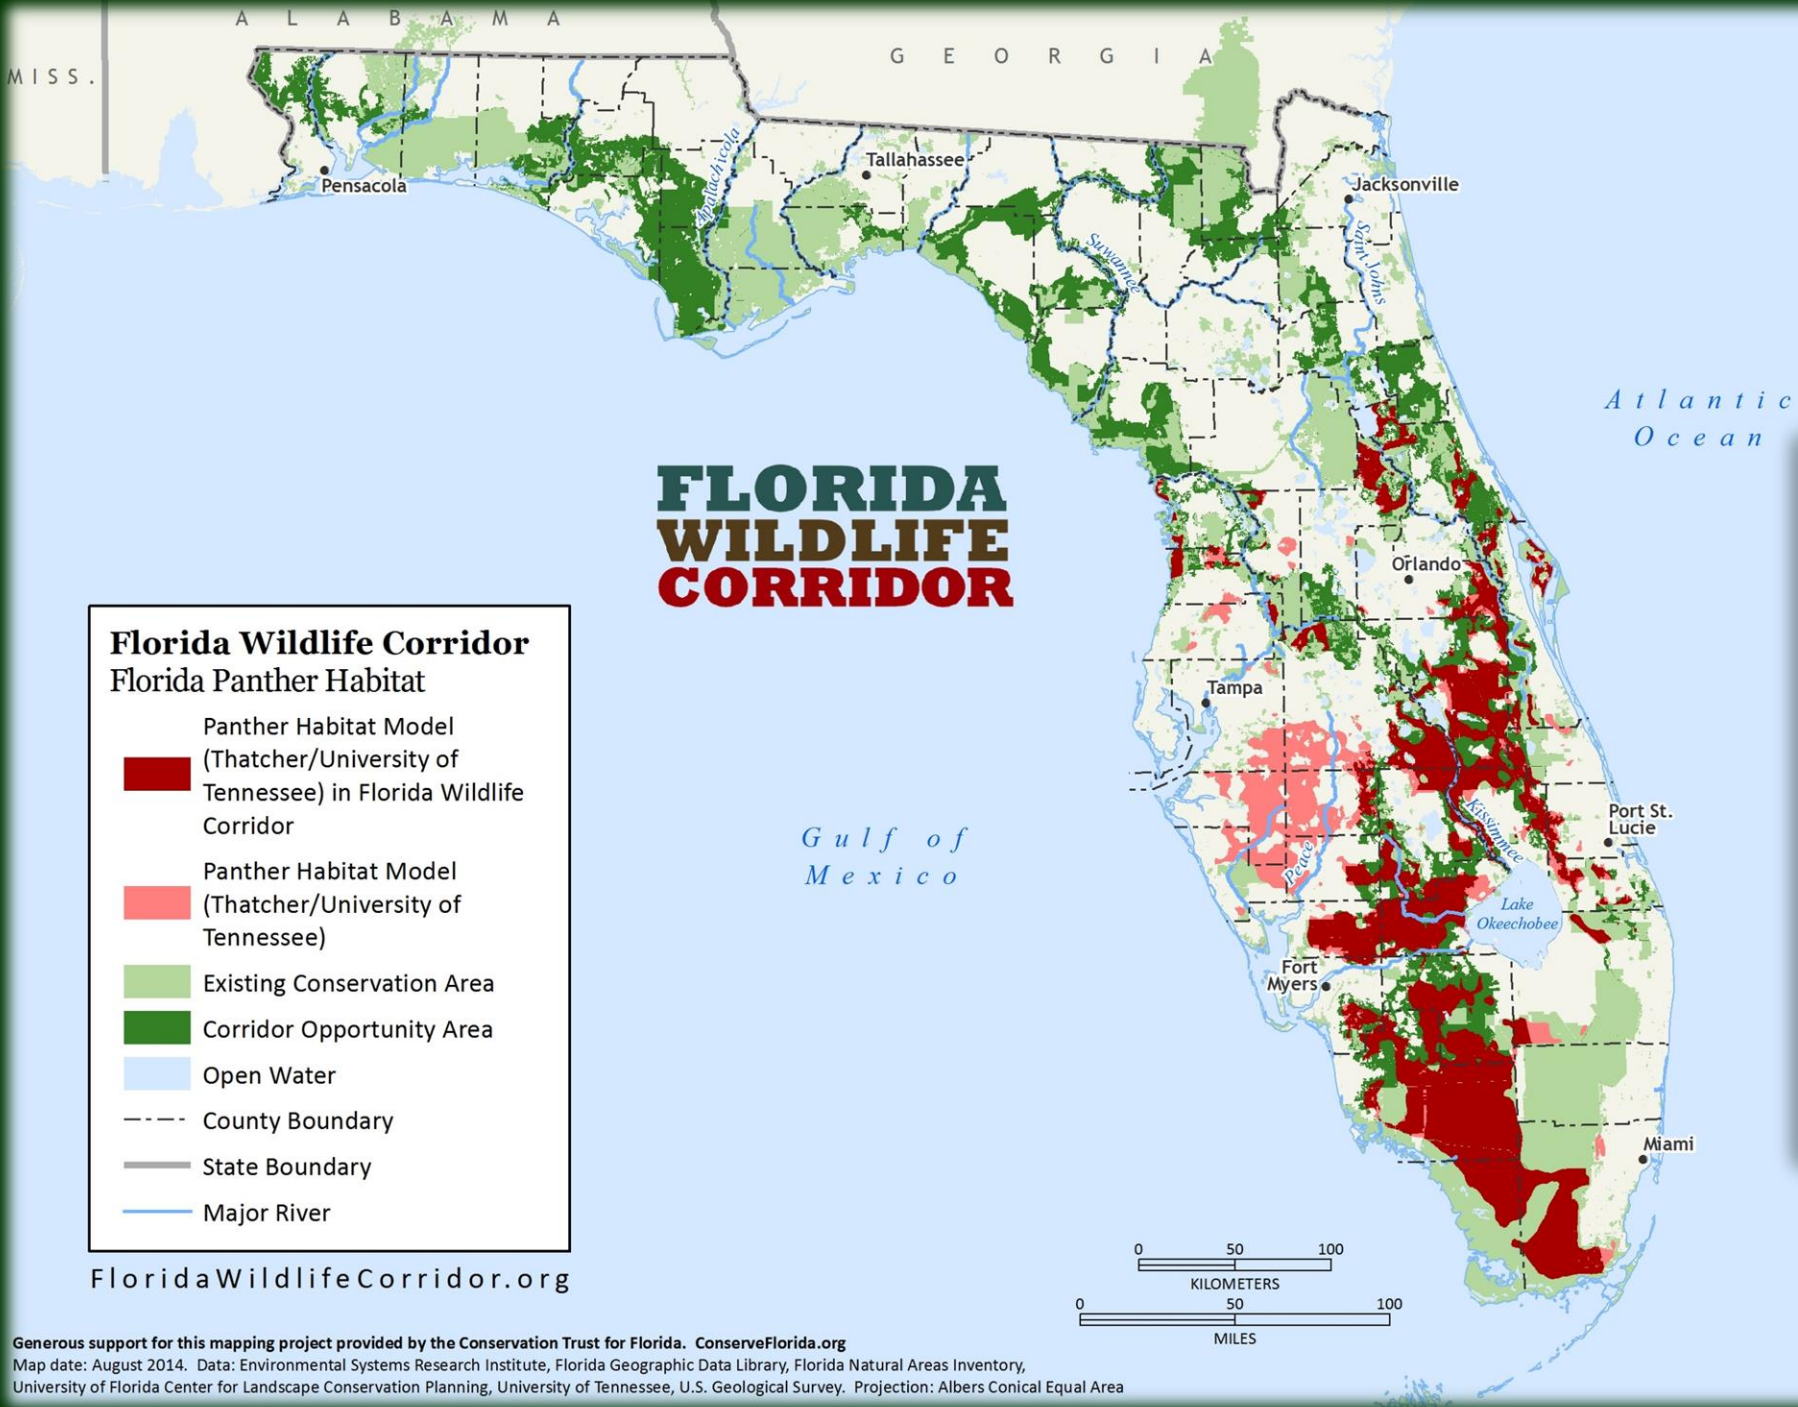 A L A B A M A
G E O R G I A
MISS.
Pensacola
Apalachicola
Tallahassee
Suwannee
Jacksonville
Saint Johns
Atlantic
Ocean
FLORIDA
WILDLIFE
CORRIDOR
Orlando
Tampa
Gulf of
Mexico
Peace
Kissimmee
Port St.
Lucie
Lake
Okeechobee
Fort
Myers
Miami
Florida Wildlife Corridor
Florida Panther Habitat
Panther Habitat Model
(Thatcher/University of
Tennessee) in Florida Wildlife
Corridor
Panther Habitat Model
(Thatcher/University of
Tennessee)
Existing Conservation Area
Corridor Opportunity Area
Open Water
County Boundary
State Boundary
Major River
FloridaWildlifeCorridor.org
0 50 100
KILOMETERS
0 50 100
MILES
Generous support for this mapping project provided by the Conservation Trust for Florida. ConserveFlorida.org
Map date: August 2014. Data: Environmental Systems Research Institute, Florida Geographic Data Library, Florida Natural Areas Inventory,
University of Florida Center for Landscape Conservation Planning, University of Tennessee, U.S. Geological Survey. Projection: Albers Conical Equal Area